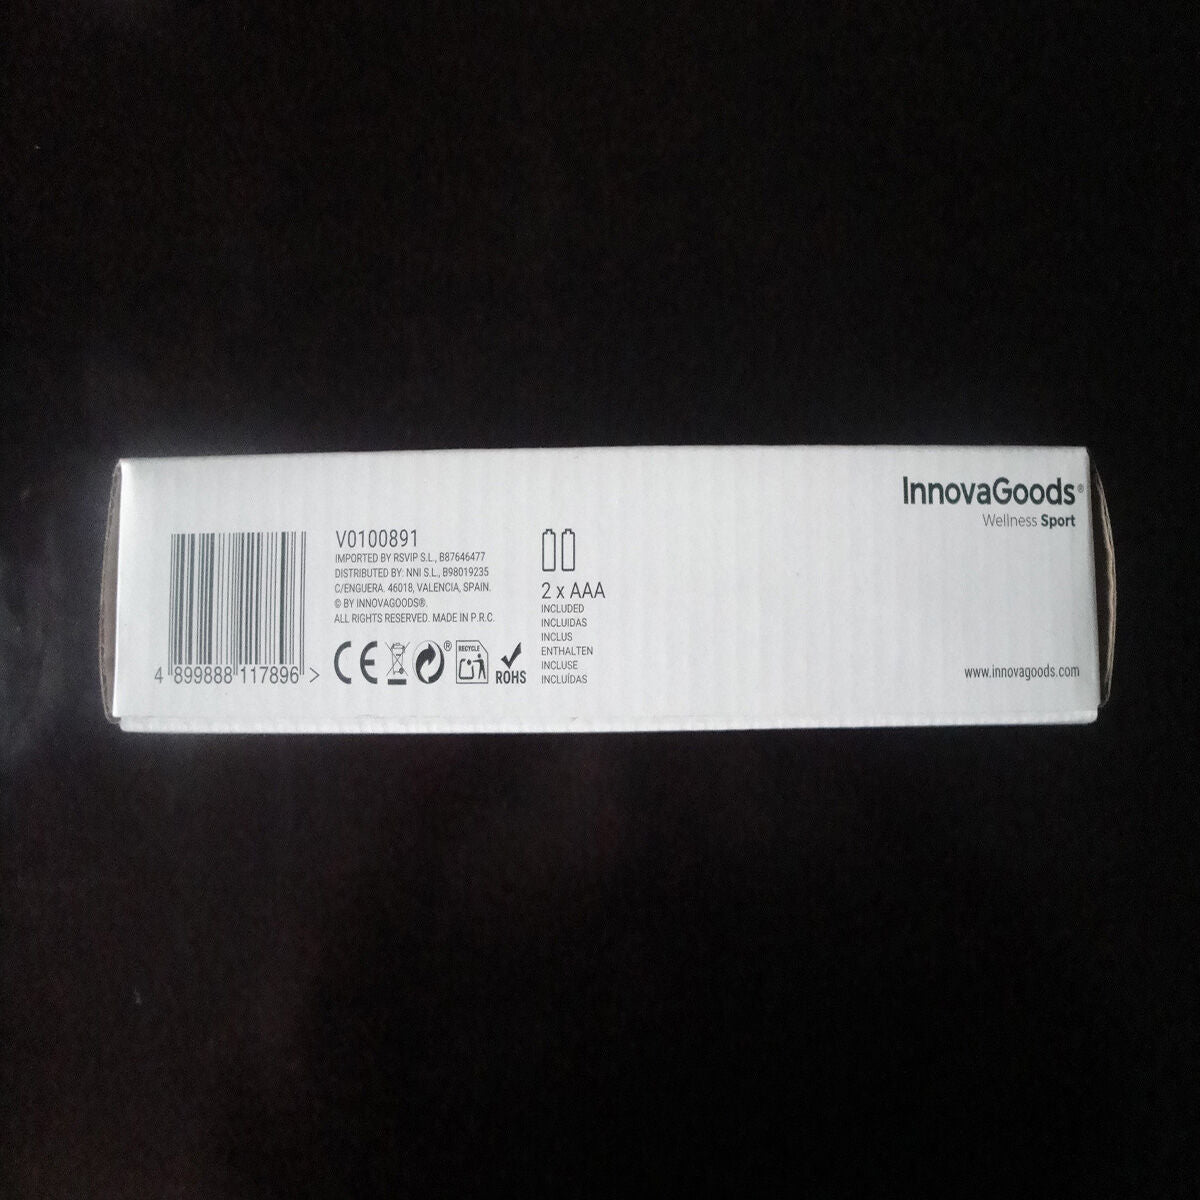 InnovaGoods®
Wellness Sport
V0100891
IMPORTED BY RSVIP S.L., B87646477
DISTRIBUTED BY: NNI S.L., B98019235
C/ENGUERA. 46018, VALENCIA, SPAIN.
© BY INNOVAGOODS®.
ALL RIGHTS RESERVED. MADE IN P.R.C.
CE
®
RECYCLE
ROHS
4 899888 117896 >
2 x AAA
INCLUDED
INCLUIDAS
INCLUS
ENTHALTEN
INCLUSE
INCLUÍDAS
www.innovagoods.com